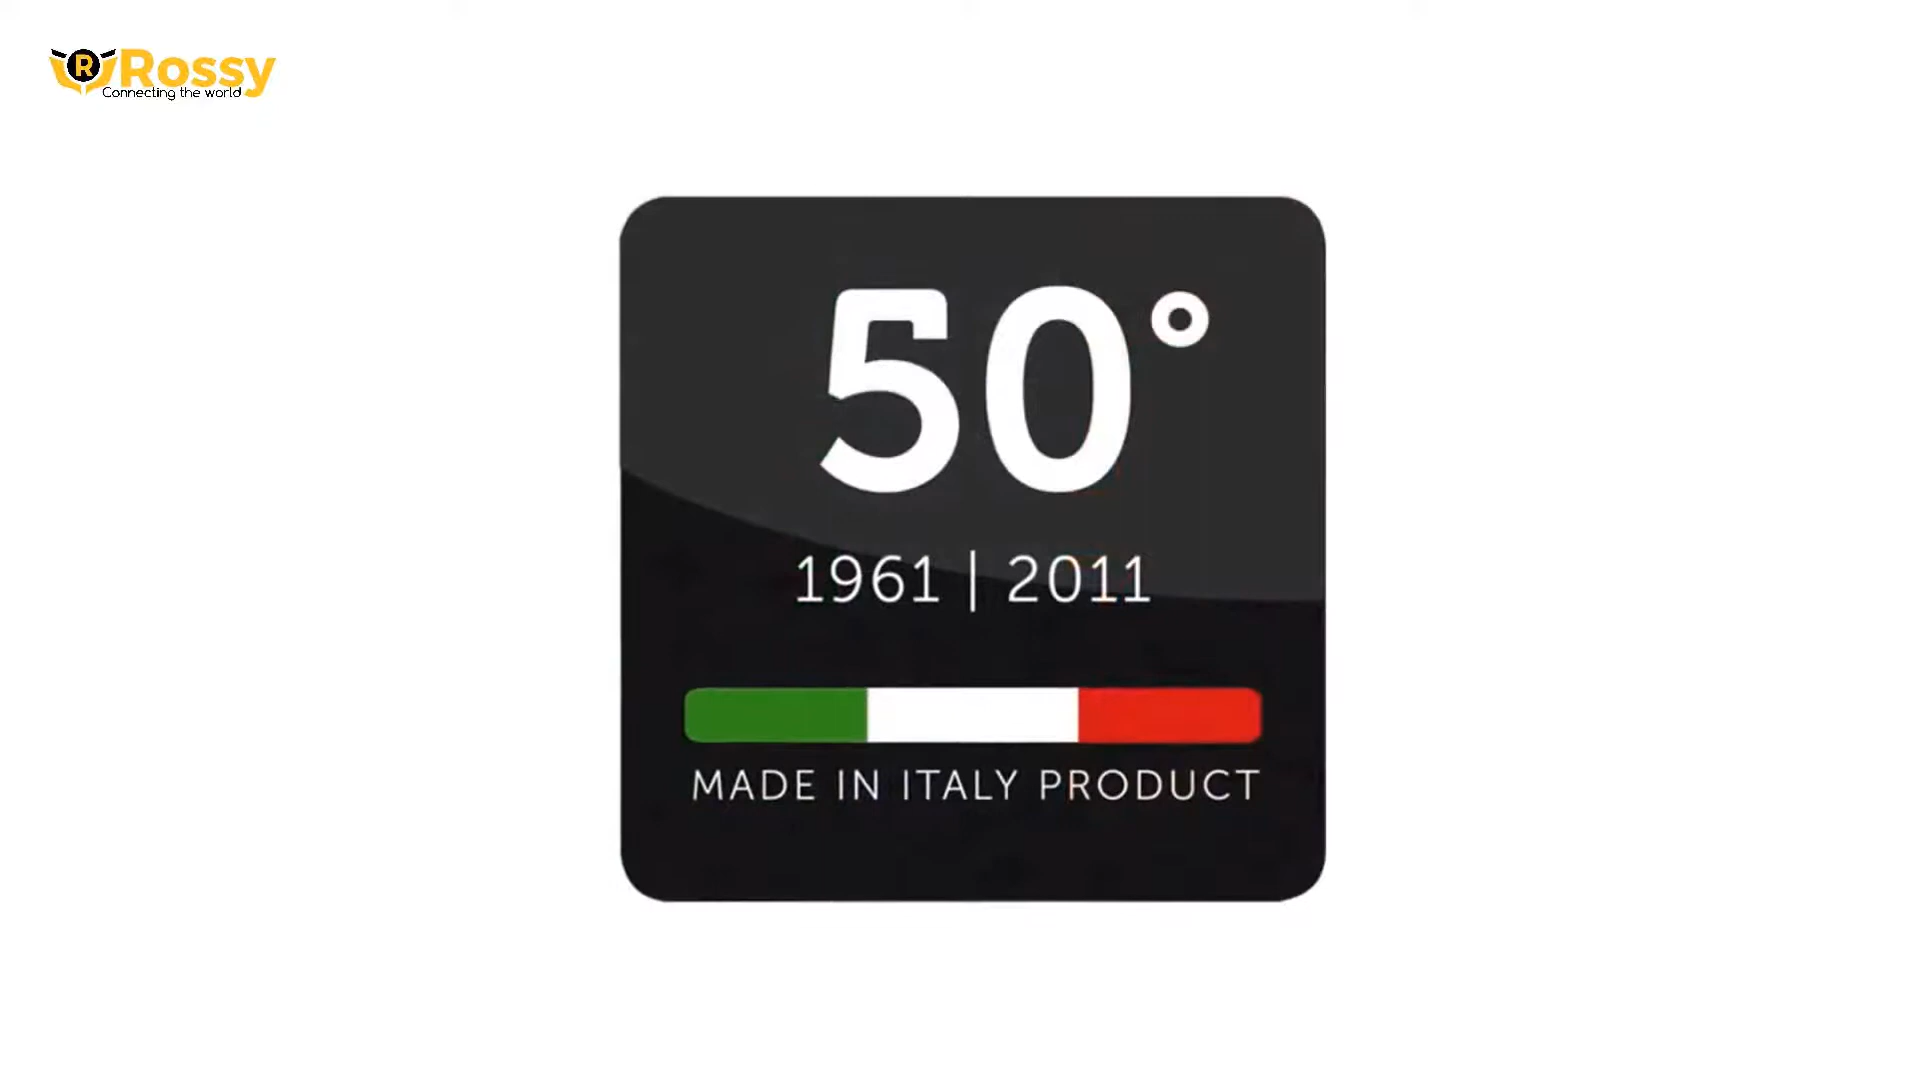 R Rossy
Connecting the world
50°
1961 | 2011
MADE IN ITALY PRODUCT